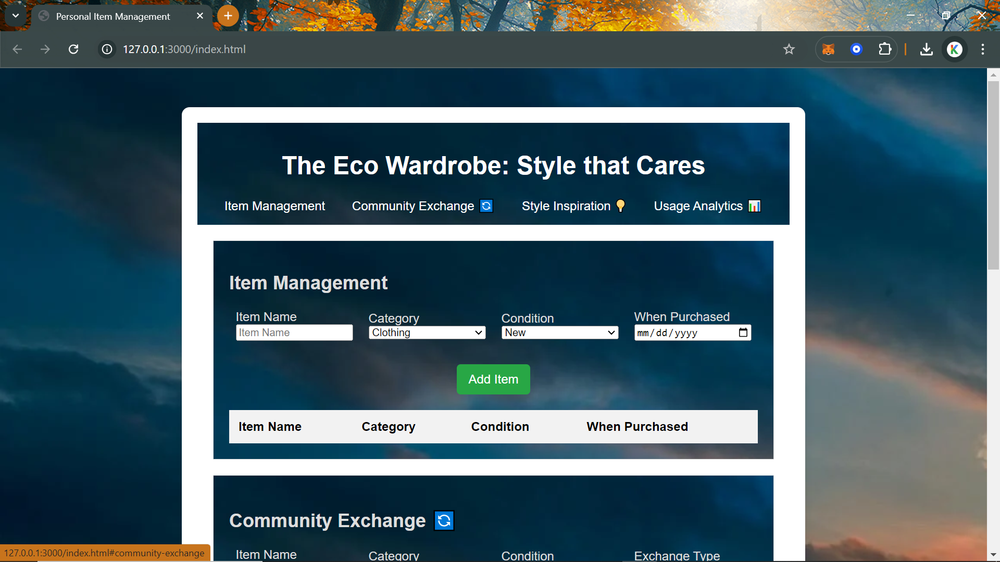 Personal Item Management
127.0.0.1:3000/index.html
The Eco Wardrobe: Style that Cares
Item Management Community Exchange 🔄 Style Inspiration 💡 Usage Analytics 📊
Item Management
Item Name Category Condition When Purchased
Item Name Clothing New mm/dd/yyyy
Add Item
Item Name Category Condition When Purchased
Community Exchange 🔄
Item Name Category Condition Exchange Type
127.0.0.1:3000/index.html#community-exchange